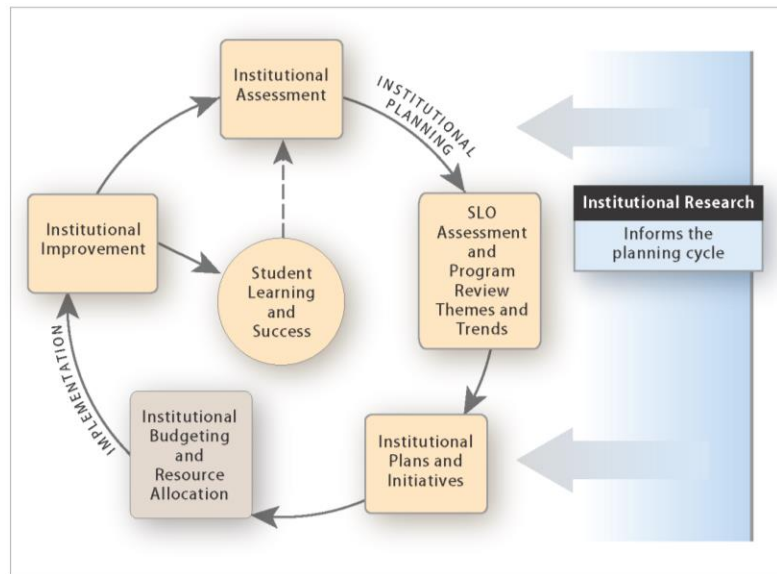 Institutional
Assessment
INSTITUTIONAL
PLANNING
SLO
Assessment
and
Program
Review
Themes and
Trends
Institutional
Plans and
Initiatives
Institutional
Budgeting
and
Resource
Allocation
IMPLEMENTATION
Institutional
Improvement
Student
Learning
and
Success
Institutional Research
Informs the
planning cycle